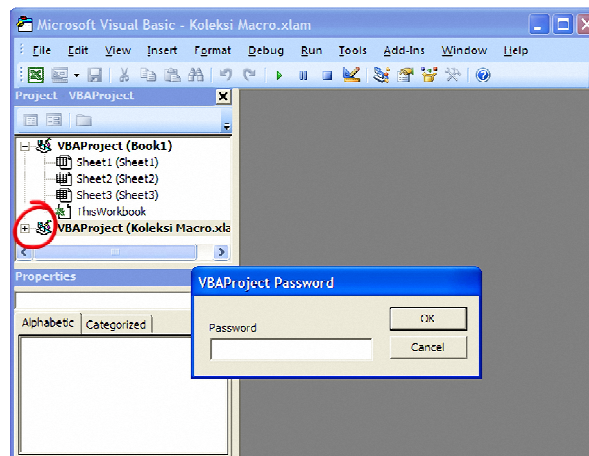 Microsoft Visual Basic - Koleksi Macro.xlam
File Edit View Insert Format Debug Run Tools Add-Ins Window Help
Project VBAProject
VBAProject (Book1)
Sheet1 (Sheet1)
Sheet2 (Sheet2)
Sheet3 (Sheet3)
ThisWorkbook
VBAProject (Koleksi Macro.xla
Properties
Alphabetic Categorized
VBAProject Password
Password
OK
Cancel